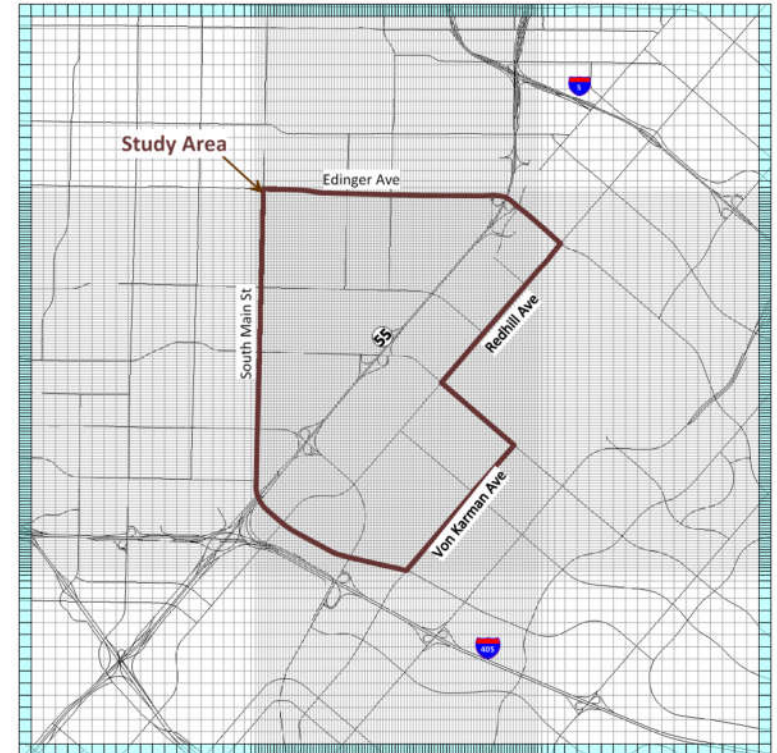 5
Study Area
Edinger Ave
South Main St
55
Redhill Ave
Von Karman Ave
405